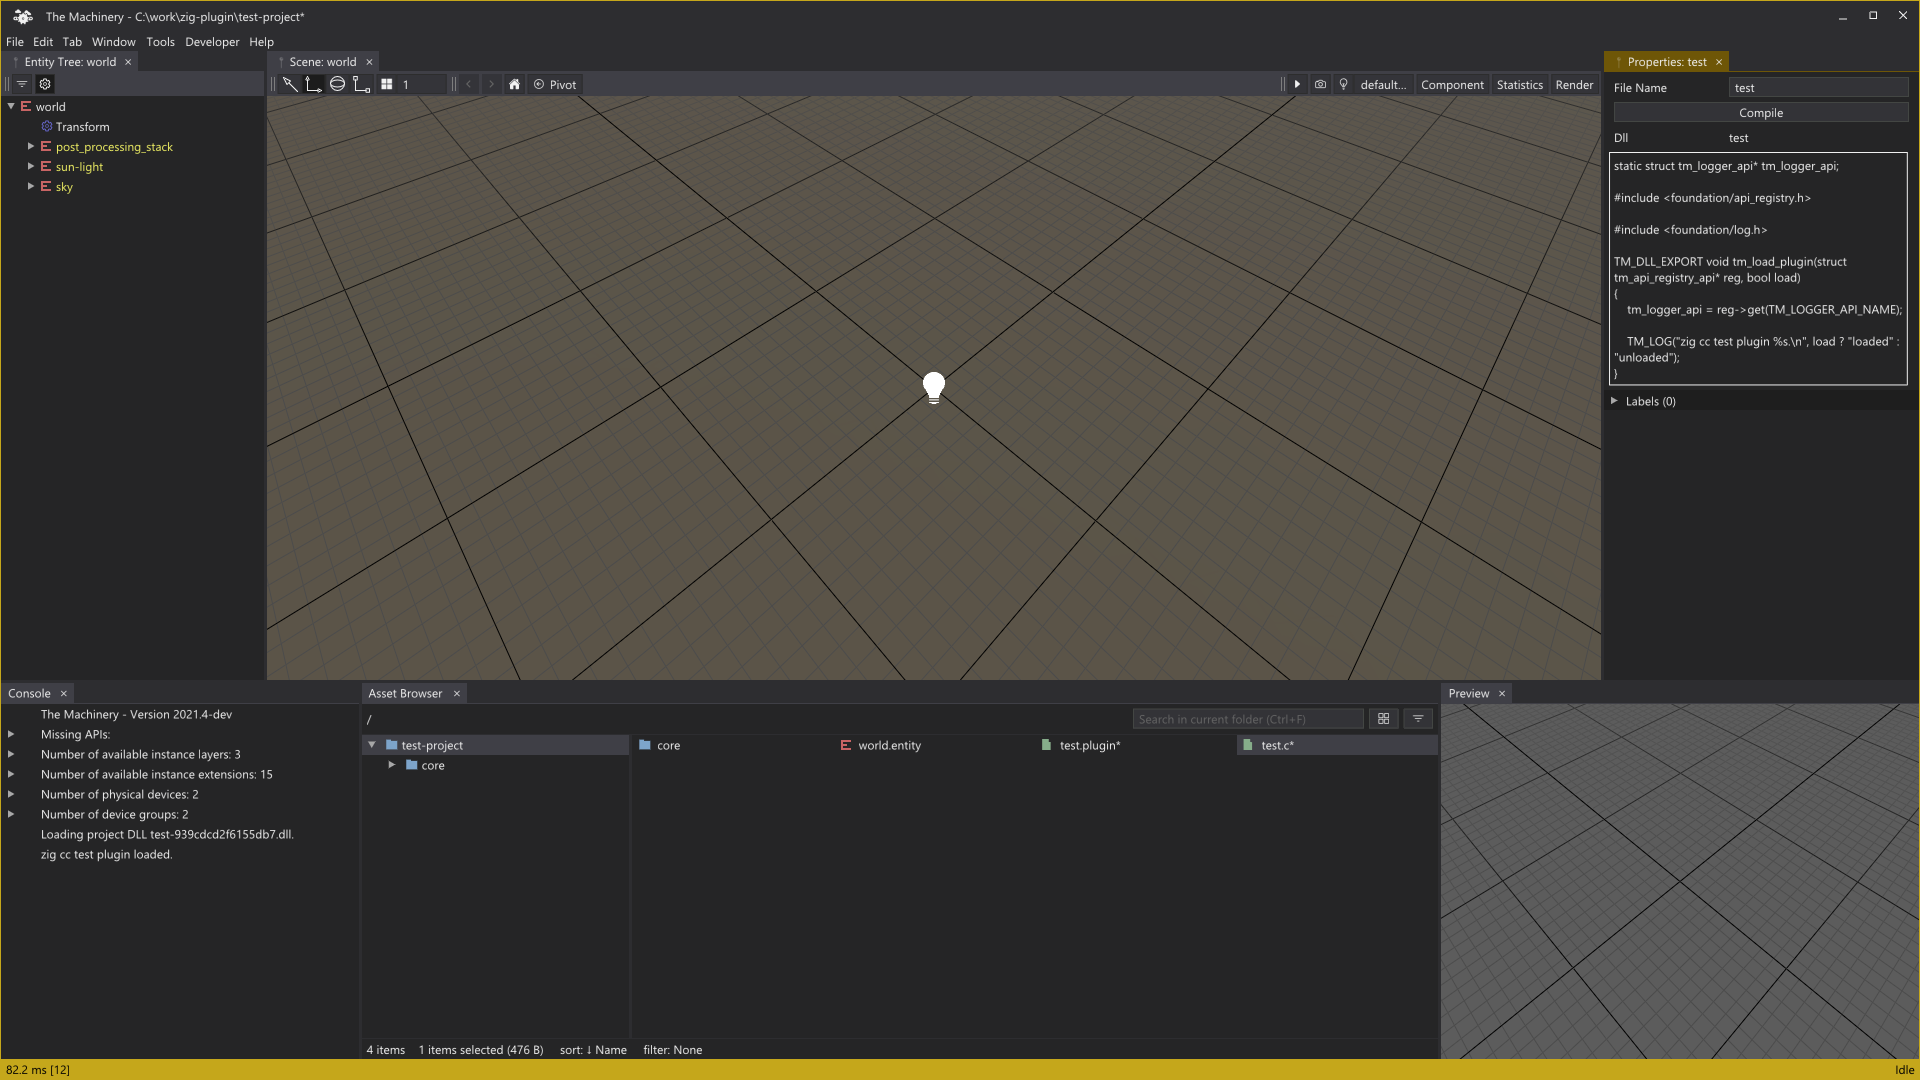 The Machinery - C:\work\zig-plugin\test-project*
File Edit Tab Window Tools Developer Help
Entity Tree: world
world
Transform
post_processing_stack
sun-light
sky
Scene: world
1
Pivot
default...
Component
Statistics
Render
Properties: test
File Name test
Compile
Dll test
static struct tm_logger_api* tm_logger_api;
#include <foundation/api_registry.h>
#include <foundation/log.h>
TM_DLL_EXPORT void tm_load_plugin(struct
tm_api_registry_api* reg, bool load)
{
tm_logger_api = reg->get(TM_LOGGER_API_NAME);
TM_LOG("zig cc test plugin %s.\n", load ? "loaded" :
"unloaded");
}
Labels (0)
Console
The Machinery - Version 2021.4-dev
Missing APIs:
Number of available instance layers: 3
Number of available instance extensions: 15
Number of physical devices: 2
Number of device groups: 2
Loading project DLL test-939cdcd2f6155db7.dll.
zig cc test plugin loaded.
Asset Browser
/
Search in current folder (Ctrl+F)
test-project
core
core
world.entity
test.plugin*
test.c*
4 items 1 items selected (476 B) sort: ↓ Name filter: None
Preview
82.2 ms [12]
Idle